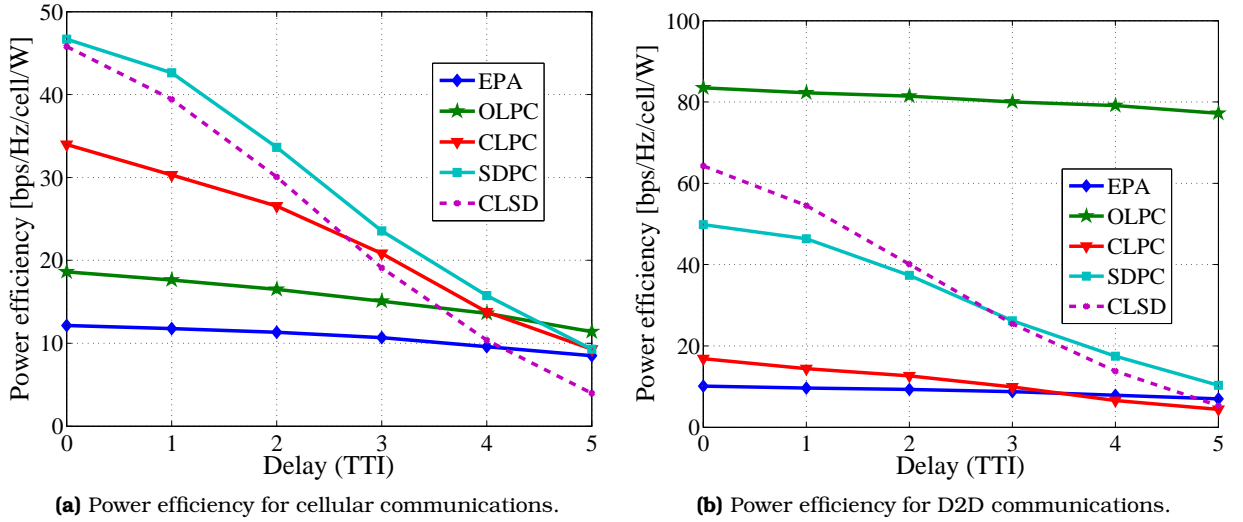 Power efficiency [bps/Hz/cell/W]
50
40
30
20
10
0
0 1 2 3 4 5
Delay (TTI)
EPA
OLPC
CLPC
SDPC
CLSD
(a) Power efficiency for cellular communications.
Power efficiency [bps/Hz/cell/W]
100
80
60
40
20
0
0 1 2 3 4 5
Delay (TTI)
EPA
OLPC
CLPC
SDPC
CLSD
(b) Power efficiency for D2D communications.